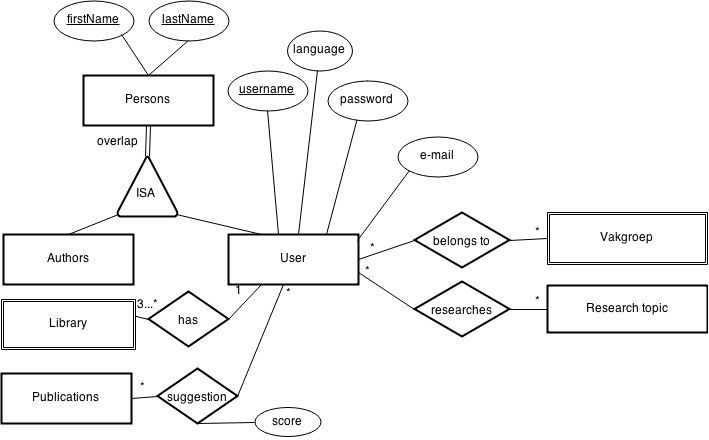 firstName
lastName
language
username
Persons
password
overlap
e-mail
ISA
*
Vakgroep
belongs to
*
Authors
User
*
3...*
1
*
*
Research topic
researches
Library
has
*
Publications
suggestion
score